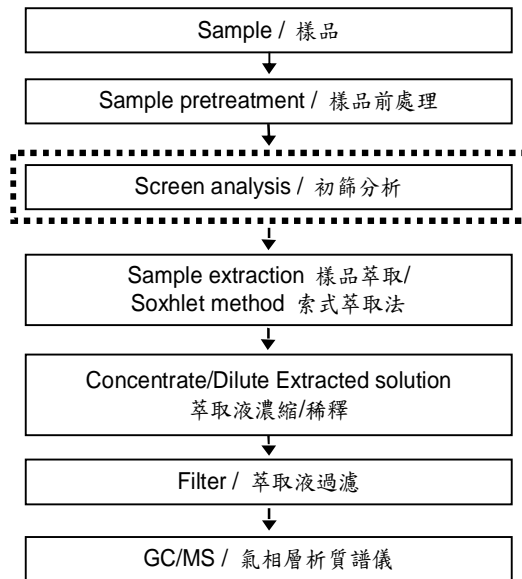 Sample / 樣品
Sample pretreatment / 樣品前處理
Screen analysis / 初篩分析
Sample extraction 樣品萃取/
Soxhlet method 索式萃取法
Concentrate/Dilute Extracted solution
萃取液濃縮/稀釋
Filter / 萃取液過濾
GC/MS / 氣相層析質譜儀